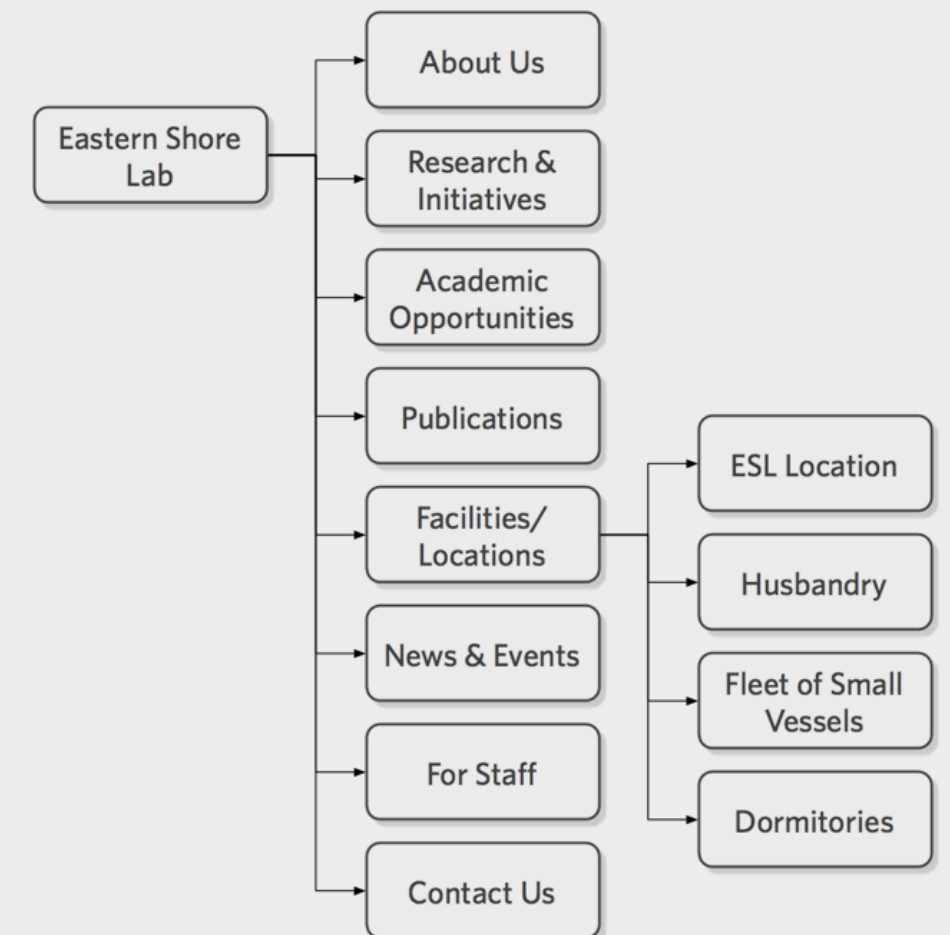 Eastern Shore
Lab
About Us
Research &
Initiatives
Academic
Opportunities
Publications
Facilities/
Locations
News & Events
For Staff
Contact Us
ESL Location
Husbandry
Fleet of Small
Vessels
Dormitories